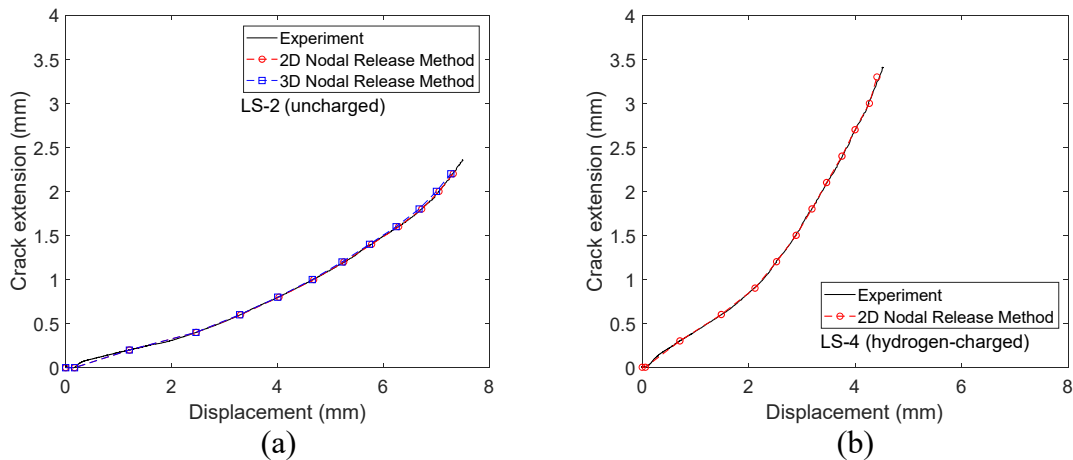 4
3.5
3
2.5
2
1.5
1
0.5
0
0 2 4 6 8
Crack extension (mm)
Displacement (mm)
Experiment
2D Nodal Release Method
3D Nodal Release Method
LS-2 (uncharged)
(a)
4
3.5
3
2.5
2
1.5
1
0.5
0
0 2 4 6 8
Crack extension (mm)
Displacement (mm)
Experiment
2D Nodal Release Method
LS-4 (hydrogen-charged)
(b)